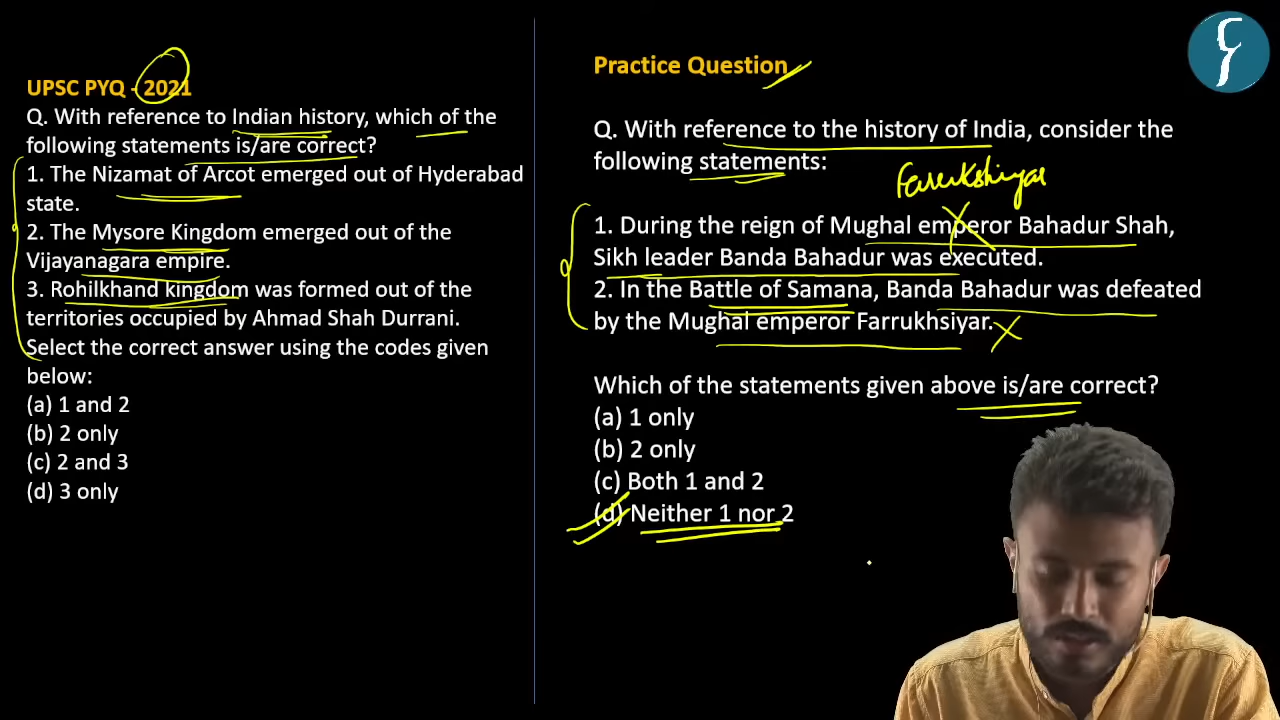 UPSC PYQ - 2021
Q. With reference to Indian history, which of the
following statements is/are correct?
1. The Nizamat of Arcot emerged out of Hyderabad
state.
2. The Mysore Kingdom emerged out of the
Vijayanagara empire.
3. Rohilkhand kingdom was formed out of the
territories occupied by Ahmad Shah Durrani.
Select the correct answer using the codes given
below:
(a) 1 and 2
(b) 2 only
(c) 2 and 3
(d) 3 only
Practice Question
Q. With reference to the history of India, consider the
following statements:
Farrukshiyar
1. During the reign of Mughal emperor Bahadur Shah,
Sikh leader Banda Bahadur was executed.
2. In the Battle of Samana, Banda Bahadur was defeated
by the Mughal emperor Farrukhsiyar.
Which of the statements given above is/are correct?
(a) 1 only
(b) 2 only
(c) Both 1 and 2
(d) Neither 1 nor 2